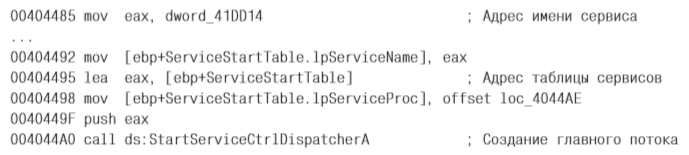 00404485 mov eax, dword_41DD14 ; Адрес имени сервиса
...
00404492 mov [ebp+ServiceStartTable.lpServiceName], eax
00404495 lea eax, [ebp+ServiceStartTable] ; Адрес таблицы сервисов
00404498 mov [ebp+ServiceStartTable.lpServiceProc], offset loc_4044AE
0040449F push eax
004044A0 call ds:StartServiceCtrlDispatcherA ; Создание главного потока